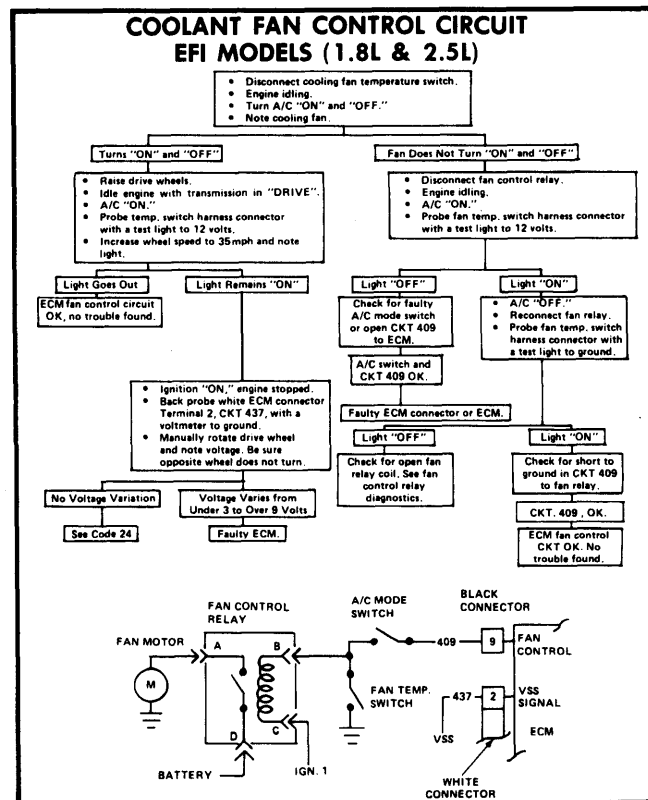 COOLANT FAN CONTROL CIRCUIT
EFI MODELS (1.8L & 2.5L)
• Disconnect cooling fan temperature switch.
• Engine idling.
• Turn A/C "ON" and "OFF."
• Note cooling fan.
Turns "ON" and "OFF"
• Raise drive wheels.
• Idle engine with transmission in "DRIVE".
• A/C "ON."
• Probe temp. switch harness connector
with a test light to 12 volts.
• Increase wheel speed to 35mph and note
light.
Fan Does Not Turn "ON" and "OFF"
• Disconnect fan control relay.
• Engine idling.
• A/C "ON."
• Probe fan temp. switch harness connector
with a test light to 12 volts.
Light Goes Out
ECM fan control circuit
OK, no trouble found.
Light Remains "ON"
• Ignition "ON," engine stopped.
• Back probe white ECM connector
Terminal 2, CKT 437, with a
voltmeter to ground.
• Manually rotate drive wheel
and note voltage. Be sure
opposite wheel does not turn.
No Voltage Variation
See Code 24
Voltage Varies from
Under 3 to Over 9 Volts
Faulty ECM.
Light "OFF"
Check for faulty
A/C mode switch
or open CKT 409
to ECM.
A/C switch and
CKT 409 OK.
Faulty ECM connector or ECM.
Light "ON"
• A/C "OFF."
• Reconnect fan relay.
• Probe fan temp. switch
harness connector with
a test light to ground.
Light "OFF"
Check for open fan
relay coil. See fan
control relay
diagnostics.
Light "ON"
Check for short to
ground in CKT 409
to fan relay.
CKT. 409 , OK.
ECM fan control
CKT OK. No
trouble found.
FAN MOTOR
M
FAN CONTROL
RELAY
A
B
C
D
BATTERY
IGN. 1
A/C MODE
SWITCH
FAN TEMP.
SWITCH
BLACK
CONNECTOR
409
9
FAN
CONTROL
437
2
VSS
SIGNAL
VSS
ECM
WHITE
CONNECTOR